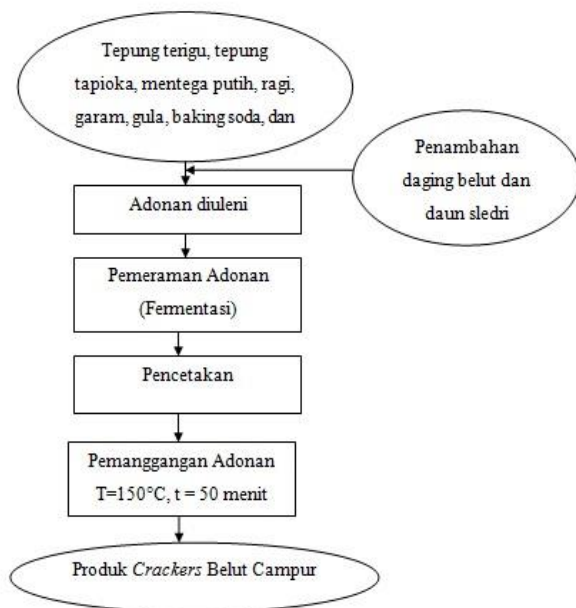 Tepung terigu, tepung
tapioka, mentega putih, ragi,
garam, gula, baking soda, dan
Penambahan
daging belut dan
daun sledri
Adonan diuleni
Pemeraman Adonan
(Fermentasi)
Pencetakan
Pemanggangan Adonan
T=150°C, t = 50 menit
Produk Crackers Belut Campur